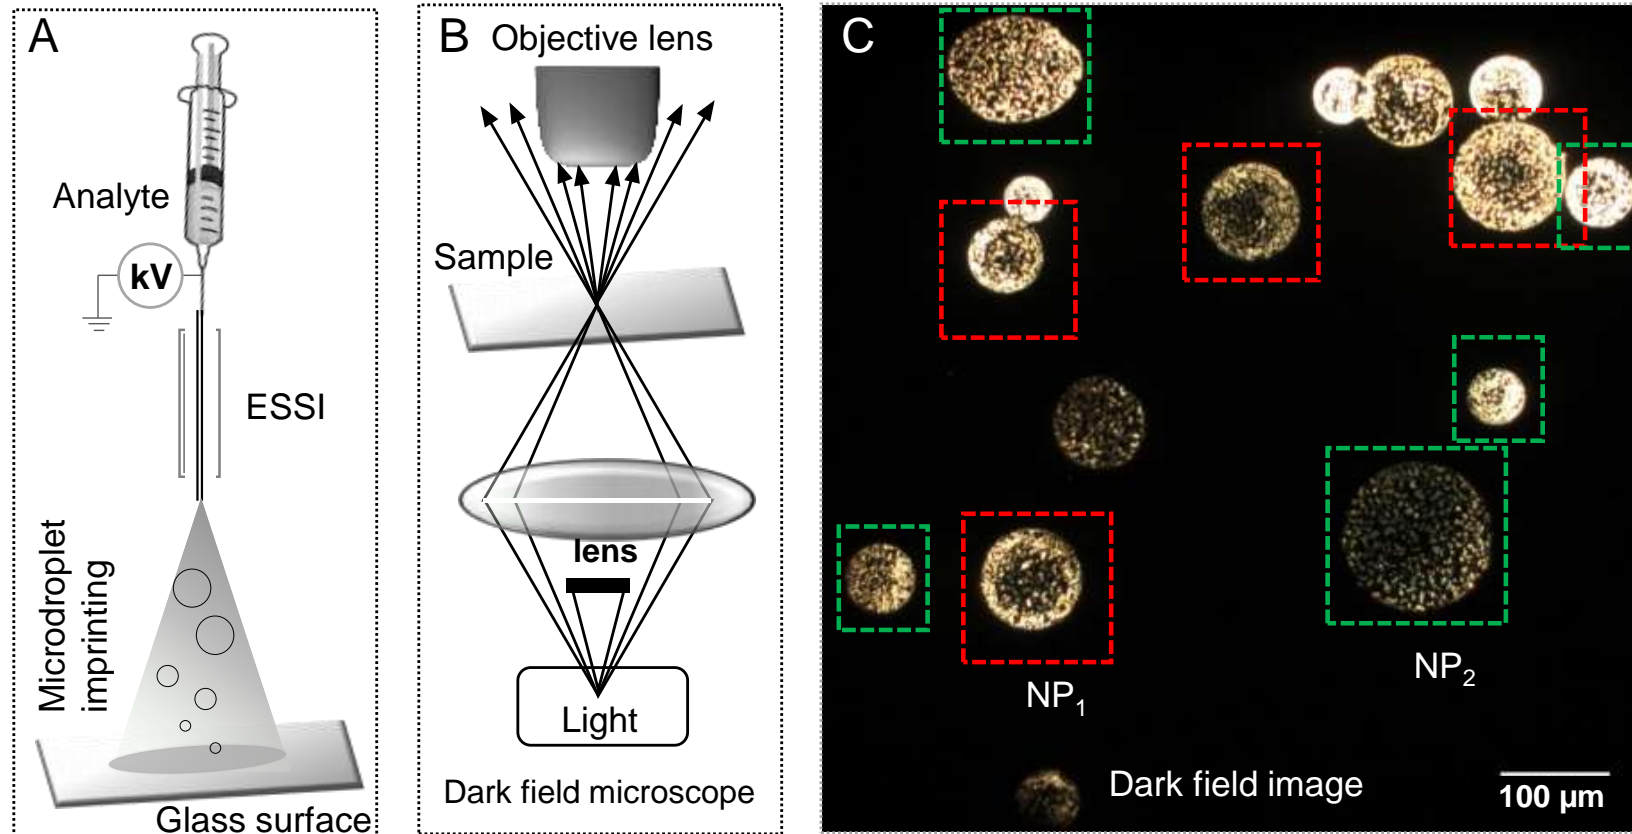 A
Analyte
kV
ESSI
Microdroplet
imprinting
Glass surface
B
Objective lens
Sample
lens
Light
Dark field microscope
C
NP₁
NP₂
Dark field image
100 µm